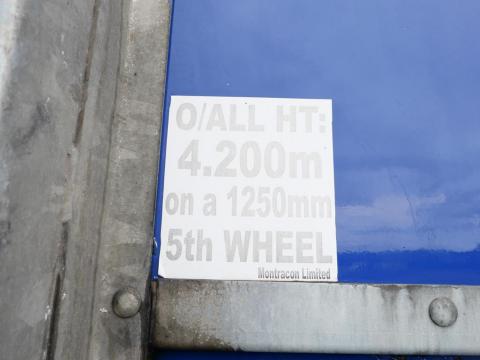 O/ALL HT:
4.200m
on a 1250mm
5th WHEEL
Montracon Limited